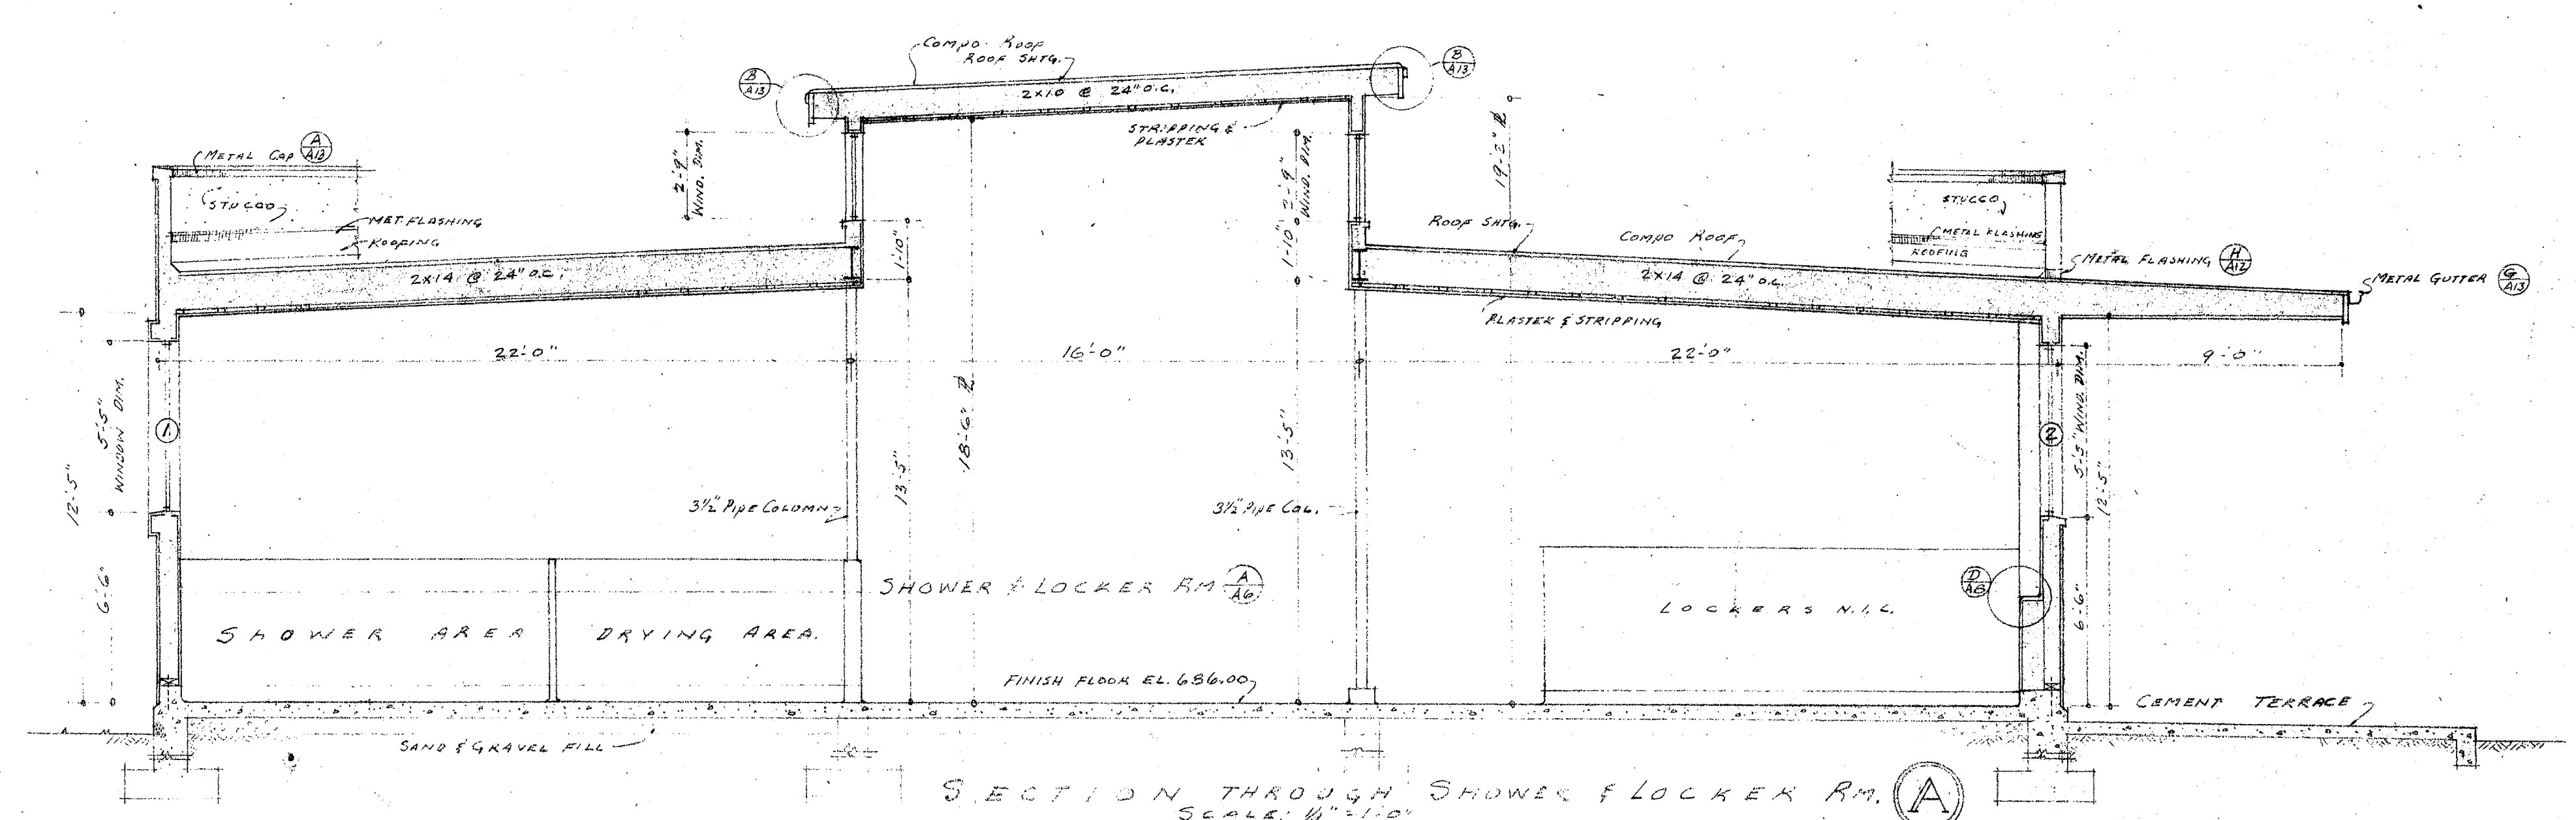 COMPO. ROOF
ROOF SHTG.
B
A13
B
A13
2X10 @ 24" O.C.
STRIPPING &
PLASTER
METAL CAP
A
A13
STUCCO
MET. FLASHING
ROOFING
2'-9"
WIND. DIM.
2'-9"
WIND. DIM.
1'-10"
1'-10"
19'-2"
STUCCO
METAL FLASHING
ROOFING
ROOF SHTG.
COMPO ROOF
METAL FLASHING
H
A12
METAL GUTTER
G
A13
2X14 @ 24" O.C.
2X14 @ 24" O.C.
PLASTER & STRIPPING
22'-0"
16'-0"
22'-0"
9'-0"
12'-5"
5'-5"
WINDOW DIM.
6'-6"
1
13'-5"
18'-6"
13'-5"
2
5'-5" WIND. DIM.
12'-5"
6'-6"
3½" PIPE COLUMN
3½" PIPE COL.
SHOWER & LOCKER RM
A
A6
SHOWER AREA
DRYING AREA.
LOCKERS N.I.C.
D
A8
FINISH FLOOR EL. 686.00
CEMENT TERRACE
SAND & GRAVEL FILL
SECTION THROUGH SHOWER & LOCKER RM.
A
SCALE: ¼" = 1'-0"